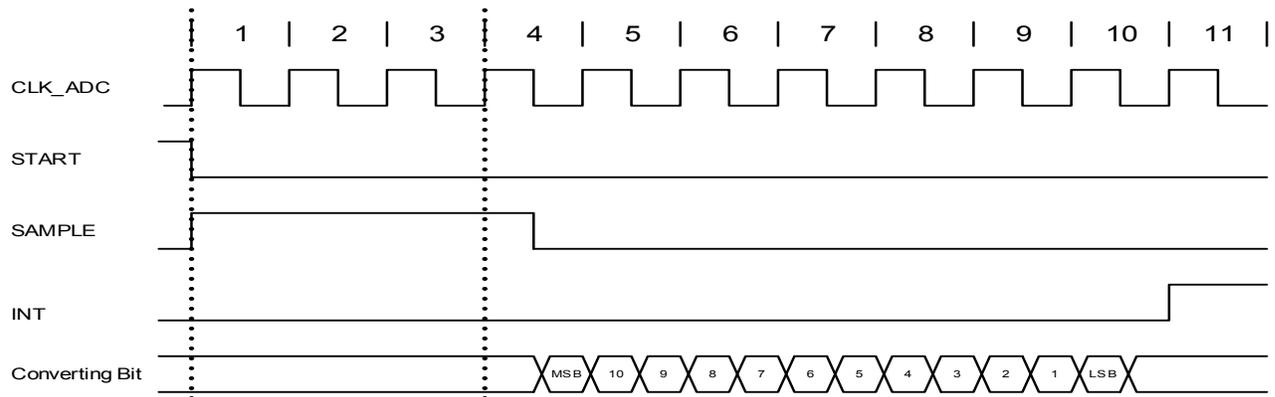 1 2 3 4 5 6 7 8 9 10 11
CLK_ADC
START
SAMPLE
INT
Converting Bit MSB 10 9 8 7 6 5 4 3 2 1 LSB